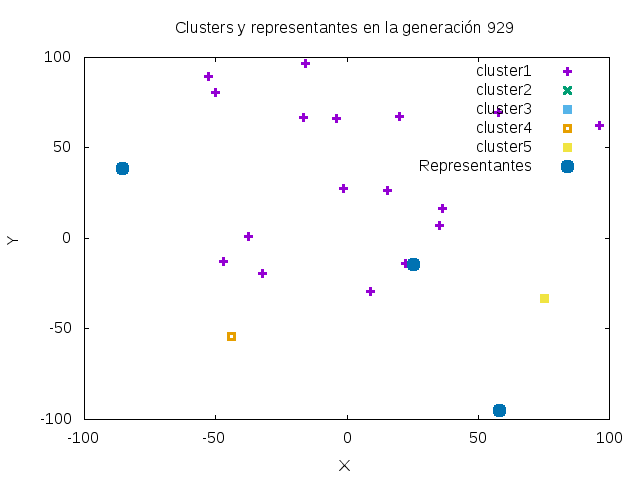 Clusters y representantes en la generación 929
100
50
0
-50
-100
-100 -50 0 50 100
Y
X
cluster1
cluster2
cluster3
cluster4
cluster5
Representantes